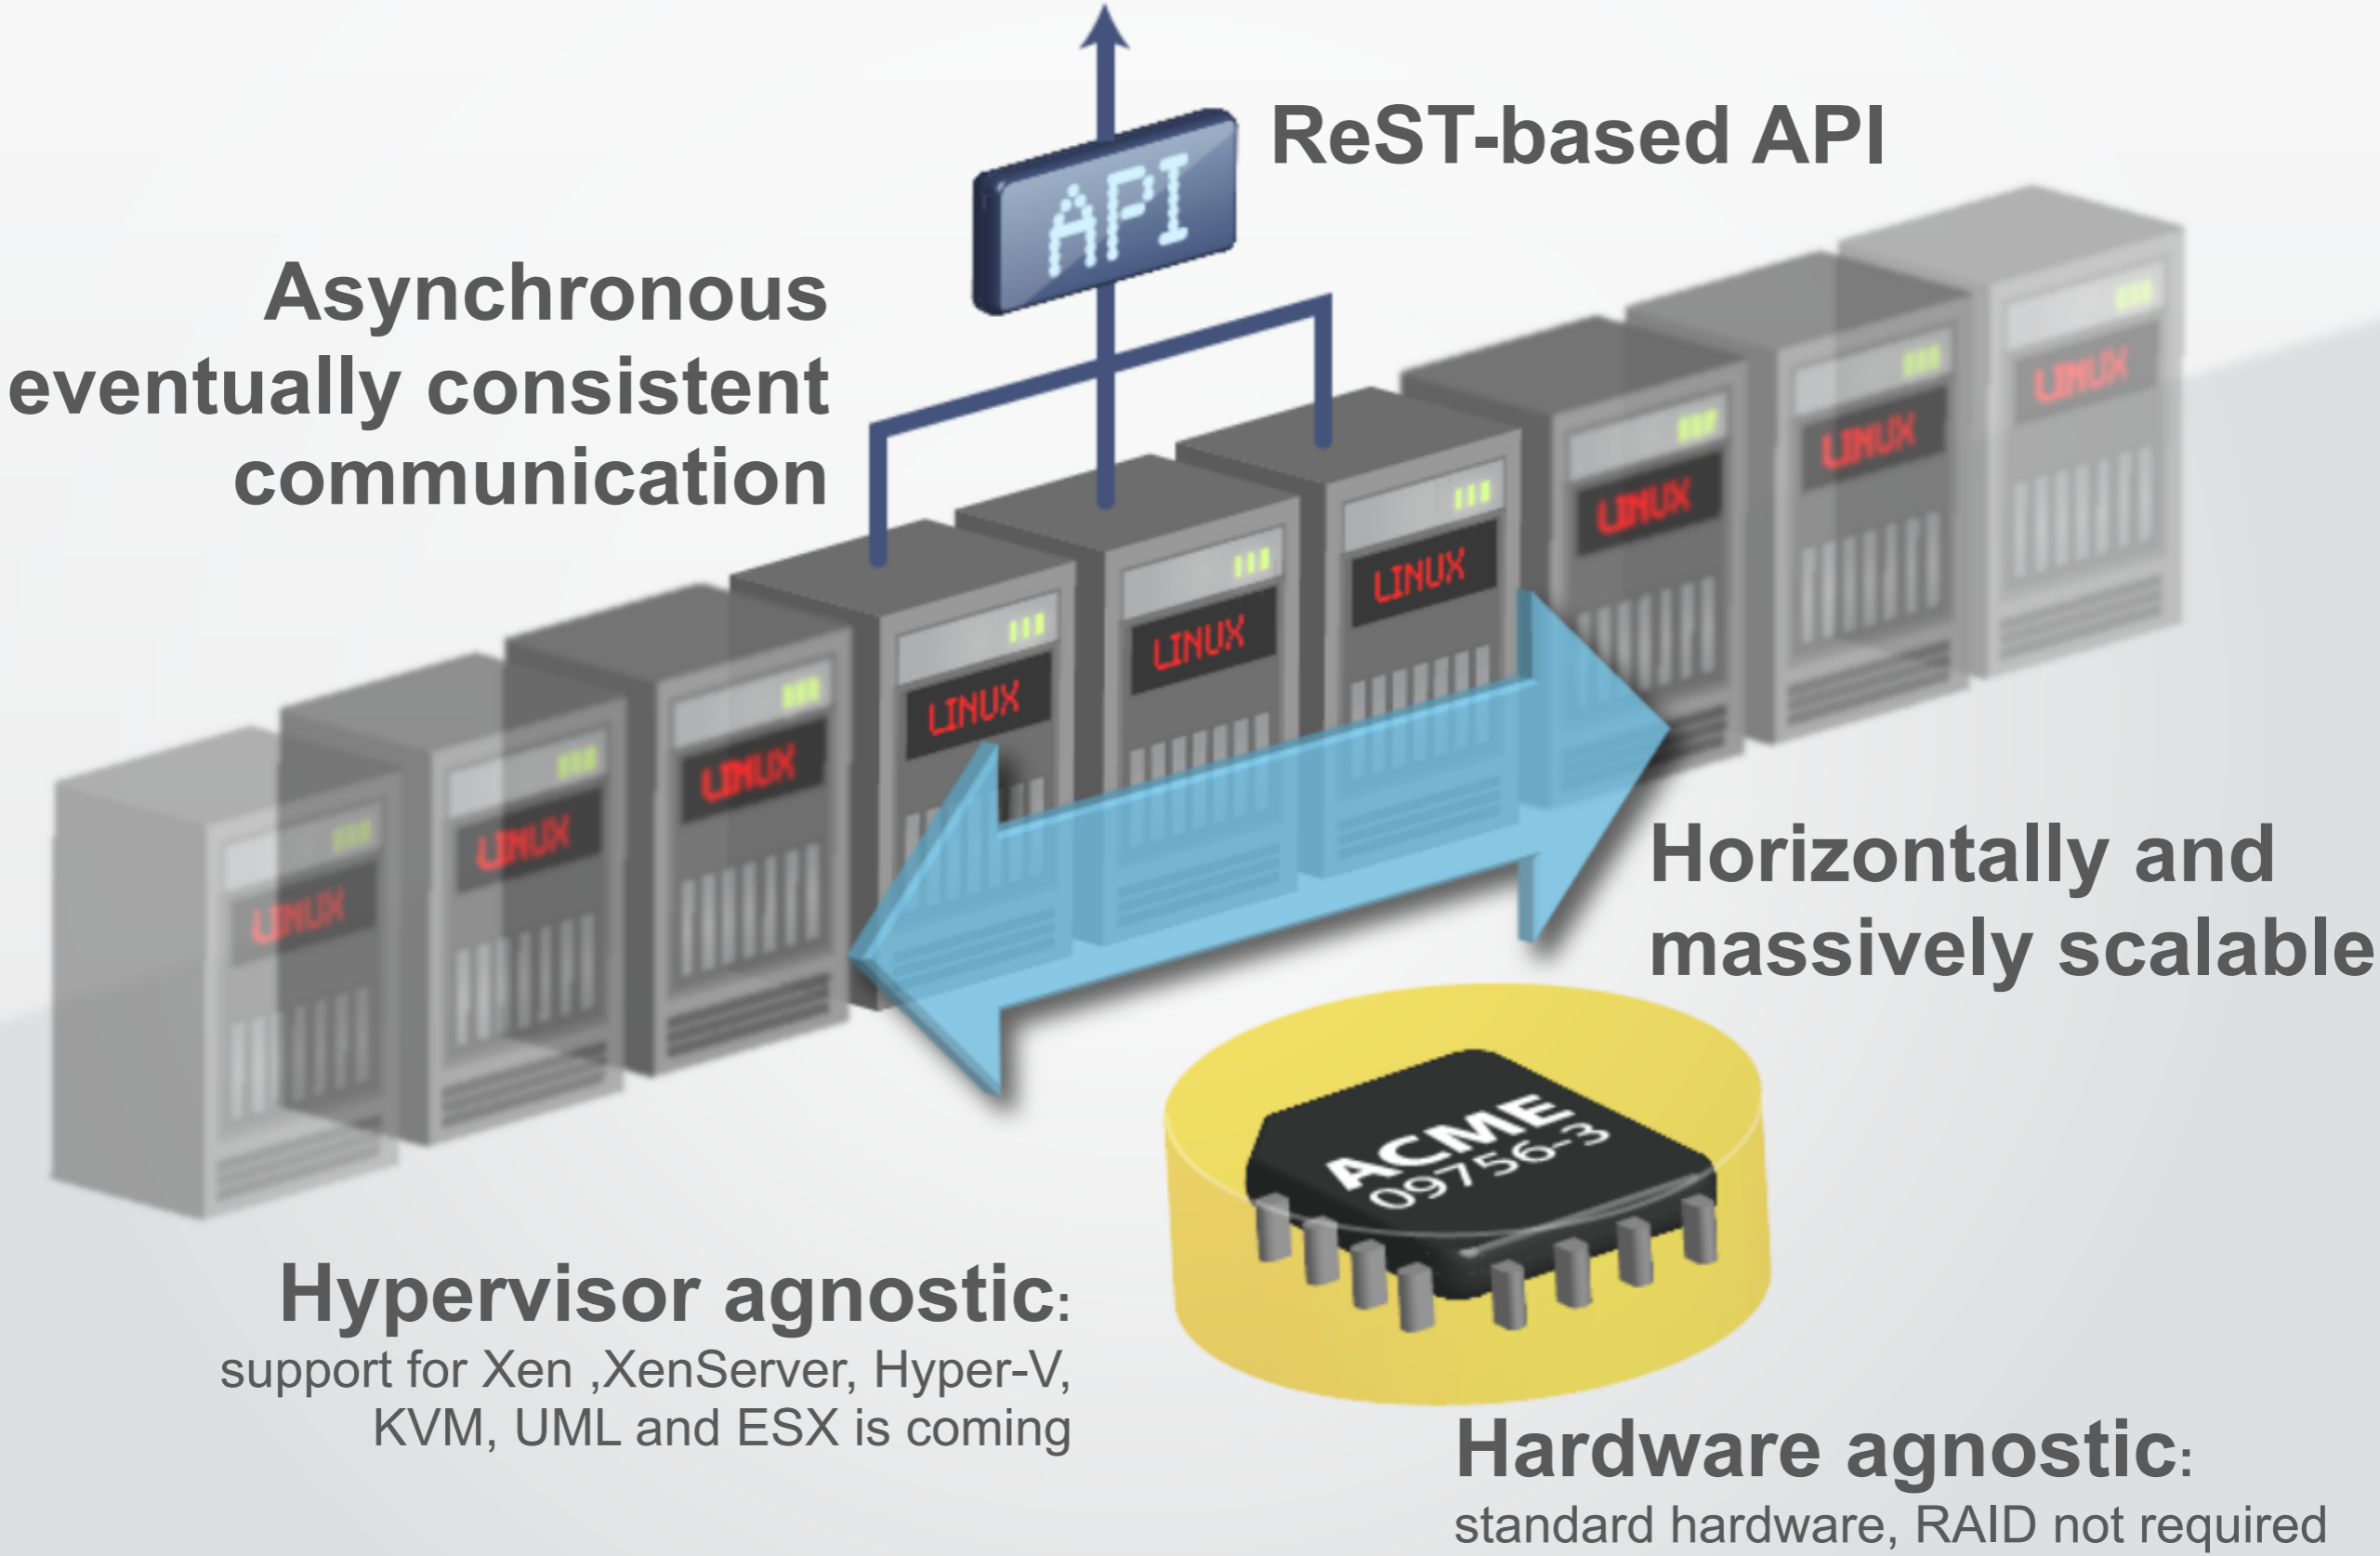 ReST-based API
API
Asynchronous
eventually consistent
communication
LINUX
LINUX
LINUX
LINUX
LINUX
LINUX
LINUX
LINUX
LINUX
Horizontally and
massively scalable
ACME
09756-3
Hypervisor agnostic:
support for Xen ,XenServer, Hyper-V,
KVM, UML and ESX is coming
Hardware agnostic:
standard hardware, RAID not required